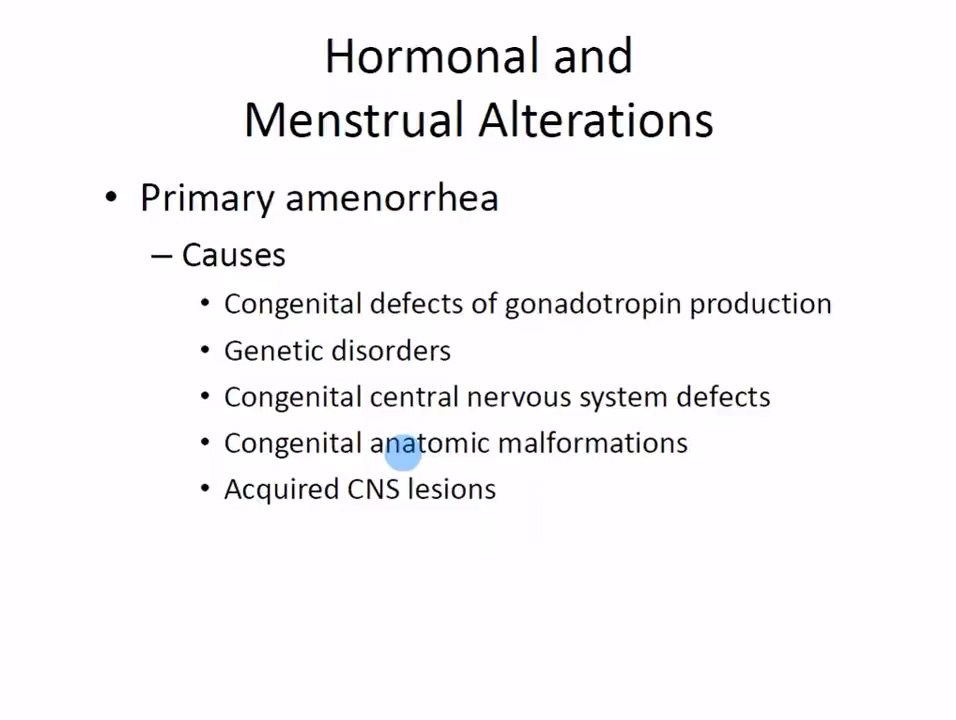 Hormonal and
Menstrual Alterations
• Primary amenorrhea
– Causes
• Congenital defects of gonadotropin production
• Genetic disorders
• Congenital central nervous system defects
• Congenital anatomic malformations
• Acquired CNS lesions